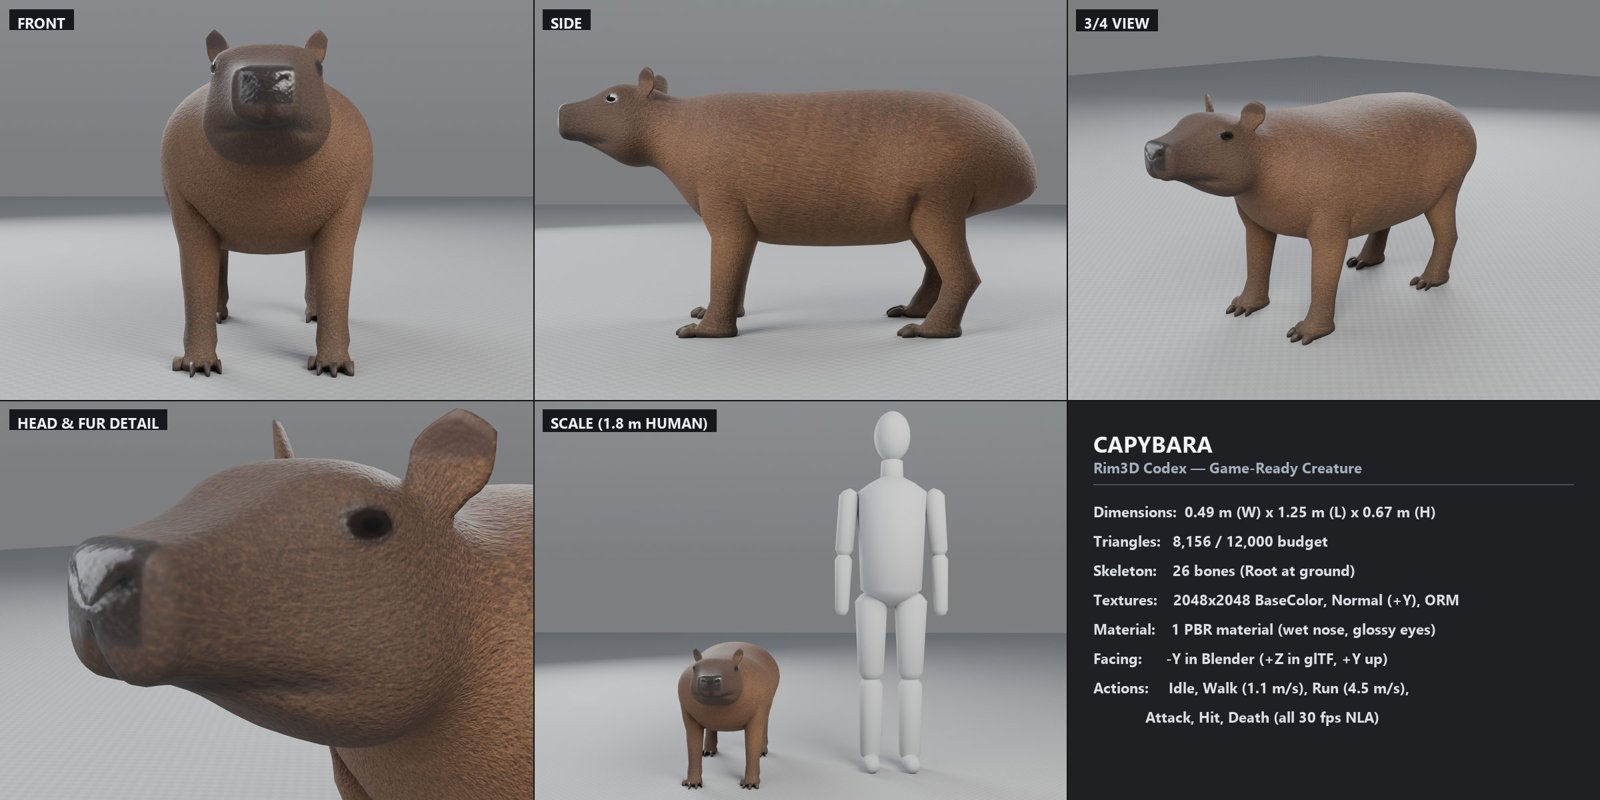 FRONT
SIDE
3/4 VIEW
HEAD & FUR DETAIL
SCALE (1.8 m HUMAN)
CAPYBARA
Rim3D Codex — Game-Ready Creature
Dimensions: 0.49 m (W) x 1.25 m (L) x 0.67 m (H)
Triangles: 8,156 / 12,000 budget
Skeleton: 26 bones (Root at ground)
Textures: 2048x2048 BaseColor, Normal (+Y), ORM
Material: 1 PBR material (wet nose, glossy eyes)
Facing: -Y in Blender (+Z in glTF, +Y up)
Actions: Idle, Walk (1.1 m/s), Run (4.5 m/s),
Attack, Hit, Death (all 30 fps NLA)